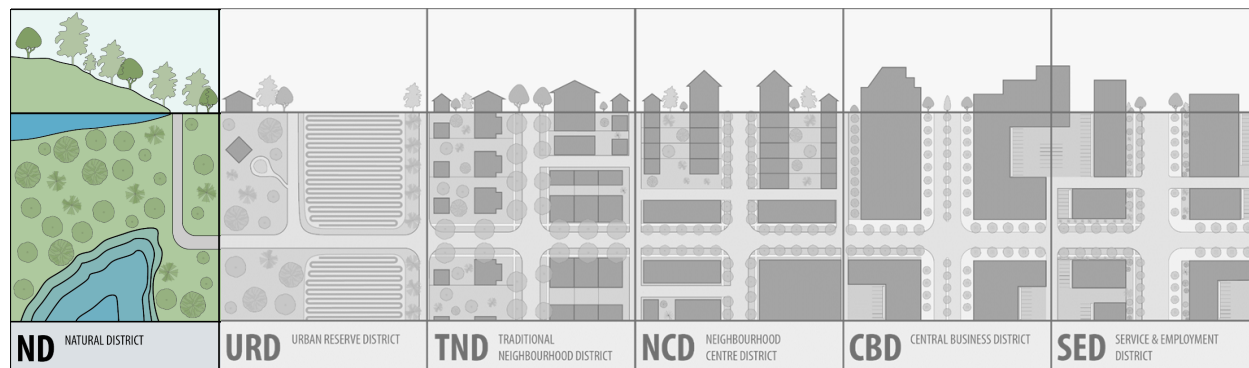 ND NATURAL DISTRICT
URD URBAN RESERVE DISTRICT
TND TRADITIONAL
NEIGHBOURHOOD DISTRICT
NCD NEIGHBOURHOOD
CENTRE DISTRICT
CBD CENTRAL BUSINESS DISTRICT
SED SERVICE & EMPLOYMENT
DISTRICT